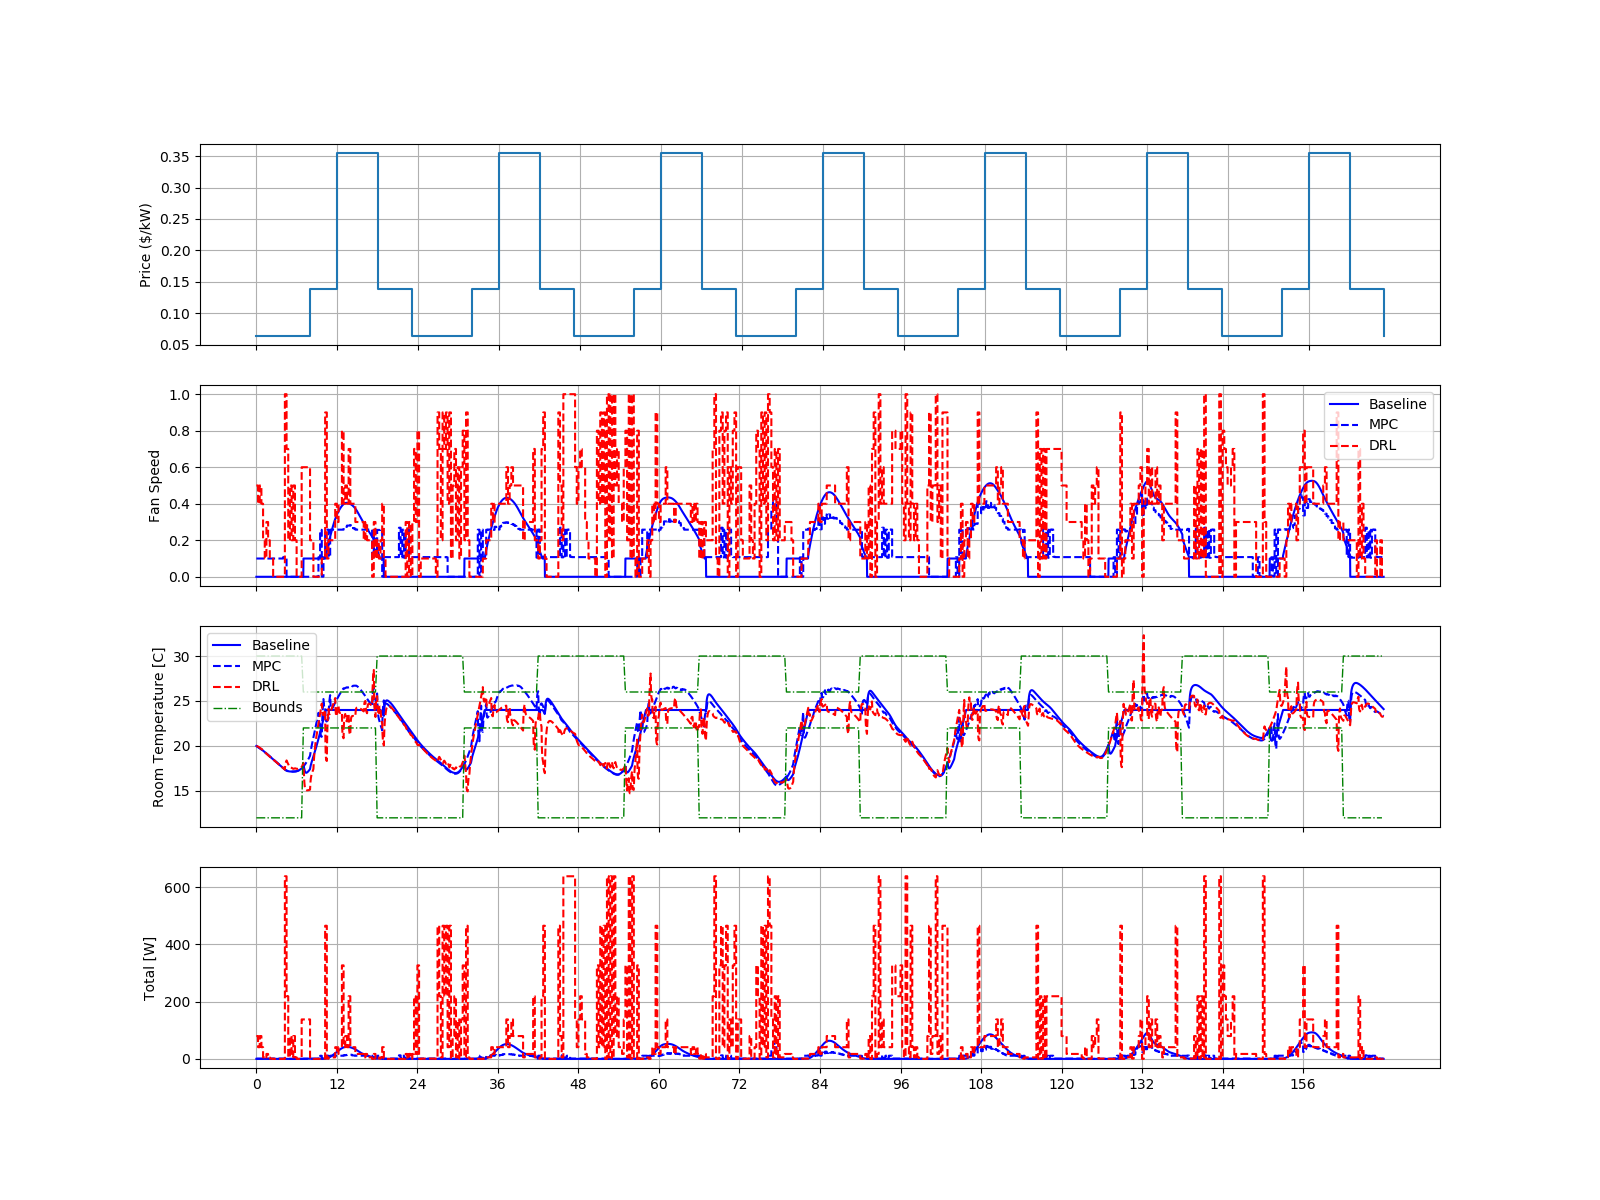 0.35
0.30
0.25
0.20
0.15
0.10
0.05
Price ($/kW)
1.0
0.8
0.6
0.4
0.2
0.0
Fan Speed
Baseline
MPC
DRL
30
25
20
15
Room Temperature [C]
Baseline
MPC
DRL
Bounds
600
400
200
0
Total [W]
0 12 24 36 48 60 72 84 96 108 120 132 144 156